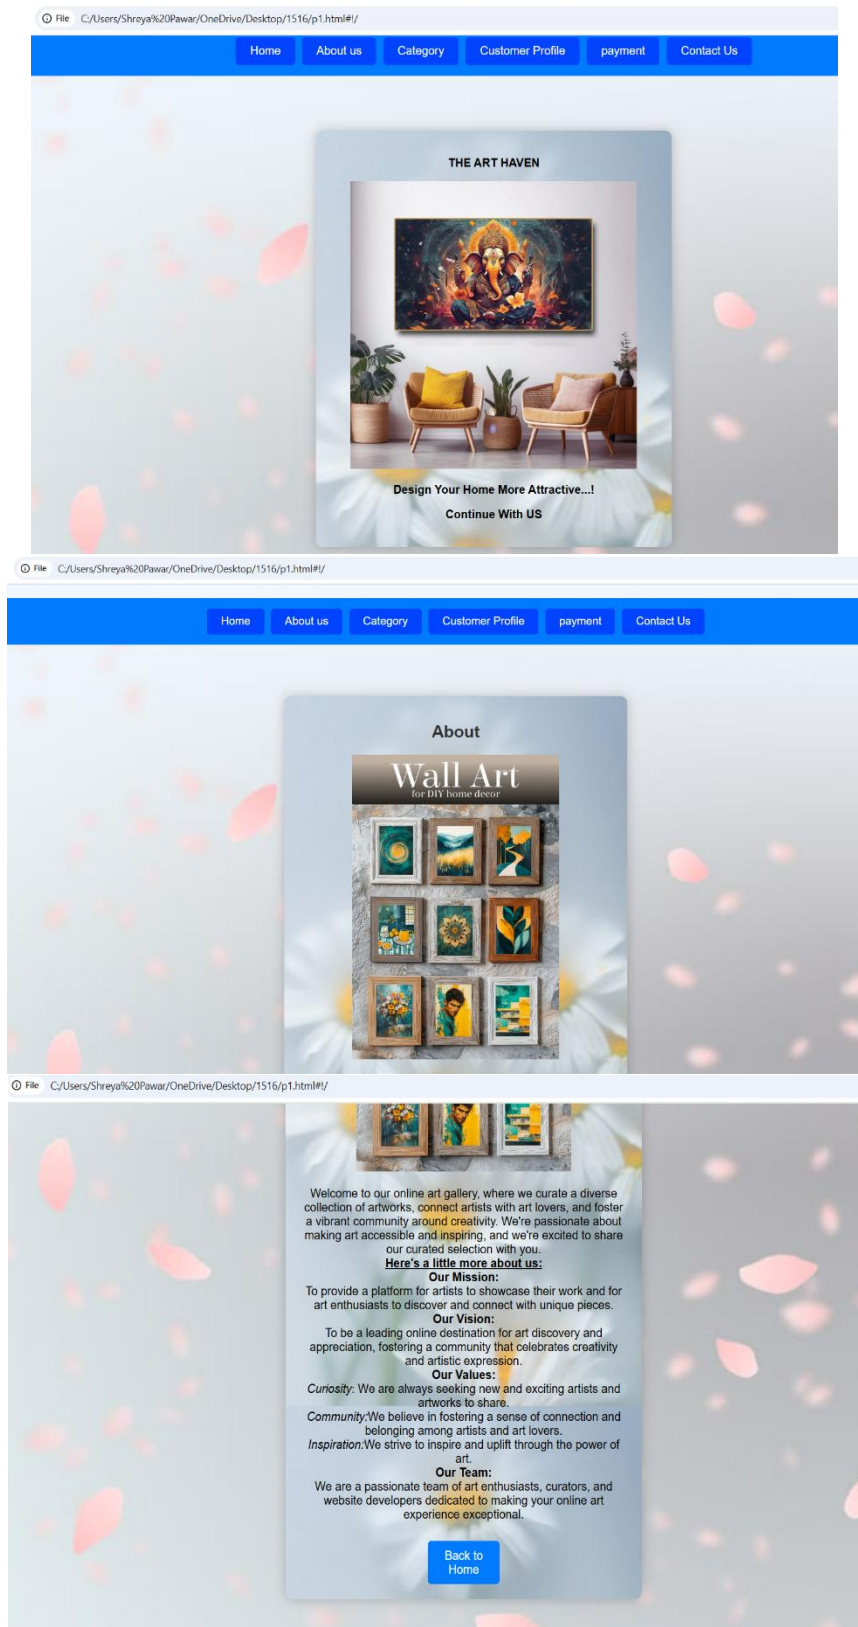 File C:/Users/Shreya%20Pawar/OneDrive/Desktop/1516/p1.html#!/
Home About us Category Customer Profile payment Contact Us
THE ART HAVEN
Design Your Home More Attractive...!
Continue With US
File C:/Users/Shreya%20Pawar/OneDrive/Desktop/1516/p1.html#!/
Home About us Category Customer Profile payment Contact Us
About
Wall Art
for DIY home decor
File C:/Users/Shreya%20Pawar/OneDrive/Desktop/1516/p1.html#!/
Welcome to our online art gallery, where we curate a diverse
collection of artworks, connect artists with art lovers, and foster
a vibrant community around creativity. We're passionate about
making art accessible and inspiring, and we're excited to share
our curated selection with you.
Here's a little more about us:
Our Mission:
To provide a platform for artists to showcase their work and for
art enthusiasts to discover and connect with unique pieces.
Our Vision:
To be a leading online destination for art discovery and
appreciation, fostering a community that celebrates creativity
and artistic expression.
Our Values:
Curiosity: We are always seeking new and exciting artists and
artworks to share.
Community:We believe in fostering a sense of connection and
belonging among artists and art lovers.
Inspiration:We strive to inspire and uplift through the power of
art.
Our Team:
We are a passionate team of art enthusiasts, curators, and
website developers dedicated to making your online art
experience exceptional.
Back to
Home